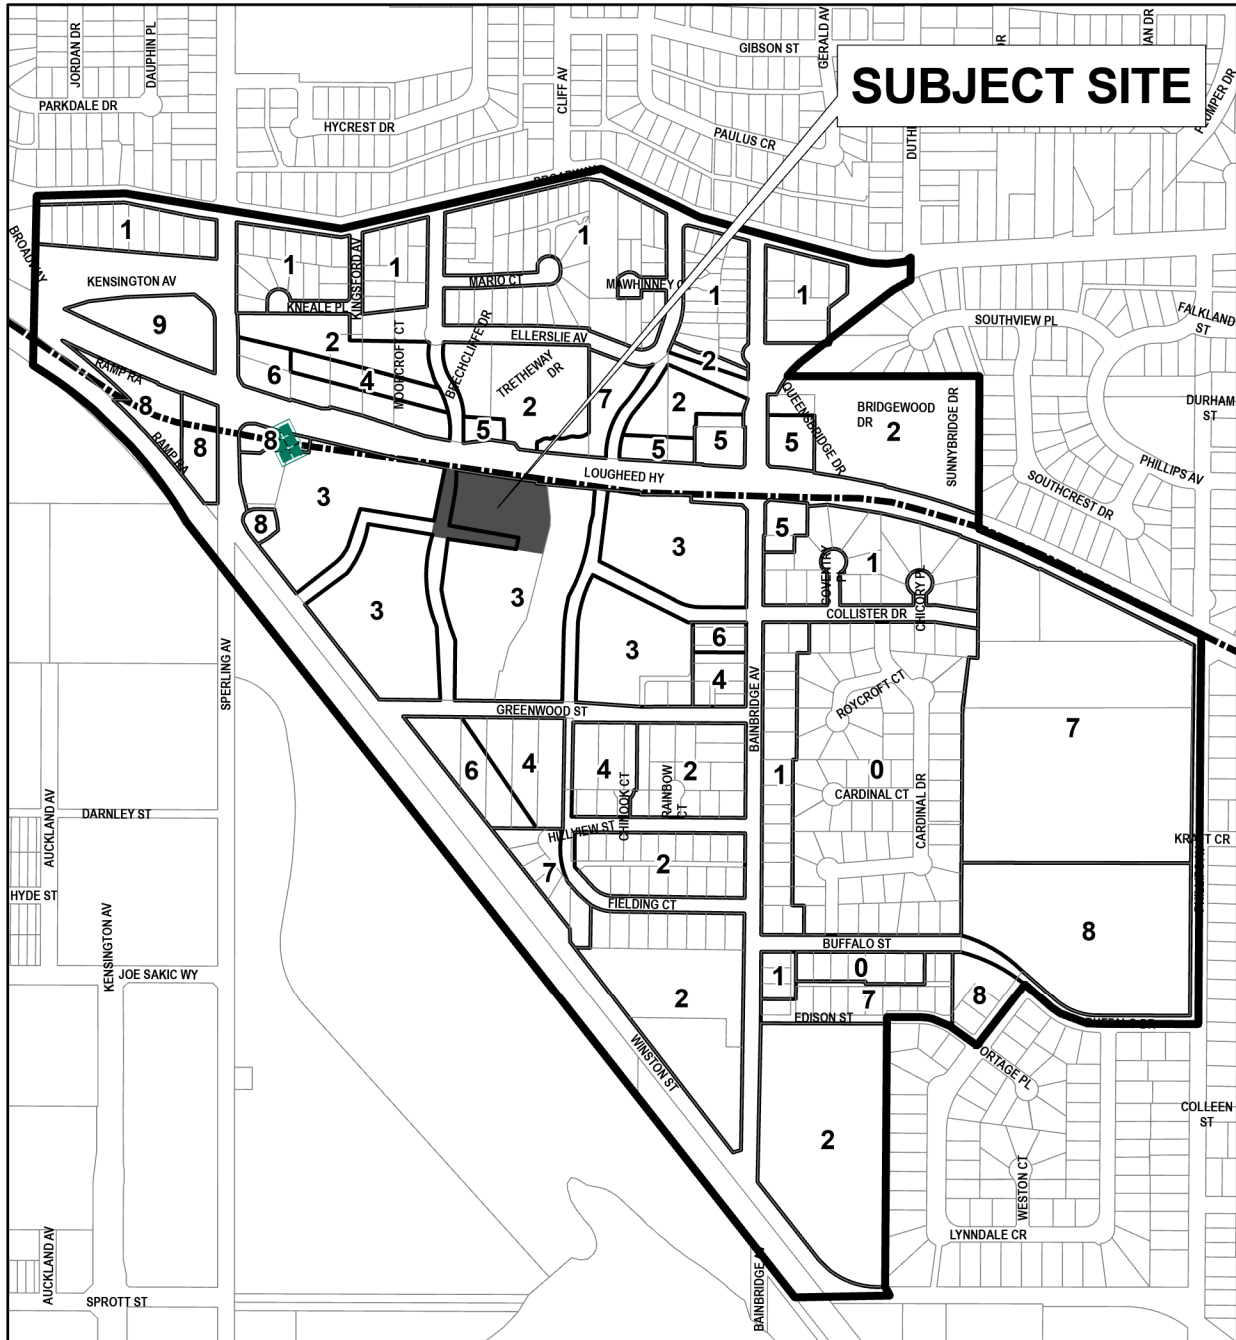 JORDAN DR
DAUPHIN PL
GIBSON ST
GERALD AV
PARKDALE DR
HYCREST DR
CLIFF AV
PAULUS CR
SUBJECT SITE
BROADWAY
1
KENSINGTON AV
9
1
KINGSFORD AV
1
KNEALE PL
1
MARIO CT
1
1
SOUTHVIEW PL
FALKLAND
ST
ELLERSLIE AV
2
6
4
MOORCROFT CT
BEECHCLIFFE DR
TRETHEWAY
DR
2
7
2
2
5
5
5
5
QUEENSBRIDGE DR
BRIDGEWOOD
DR
2
SUNNYBRIDGE DR
DURHAM
ST
PHILLIPS AV
SOUTHCREST DR
RAMP RA
8
RAMP RA
8
8
8
LOUGHEED HY
3
3
3
3
3
5
1
COVENTRY
PL
CHICORY PL
COLLISTER DR
6
4
SPERLING AV
GREENWOOD ST
BAINBRIDGE AV
ROYCROFT CT
7
6
4
4
2
CHINOOK CT
RAINBOW
CT
1
0
CARDINAL CT
CARDINAL DR
AUCKLAND AV
DARNLEY ST
HILLVIEW ST
2
7
FIELDING CT
HYDE ST
KENSINGTON AV
JOE SAKIC WY
BUFFALO ST
8
1
0
7
8
EDISON ST
2
WINSTON ST
2
COLLEEN
ST
WESTON CT
LYNNDALE CR
AUCKLAND AV
SPROTT ST